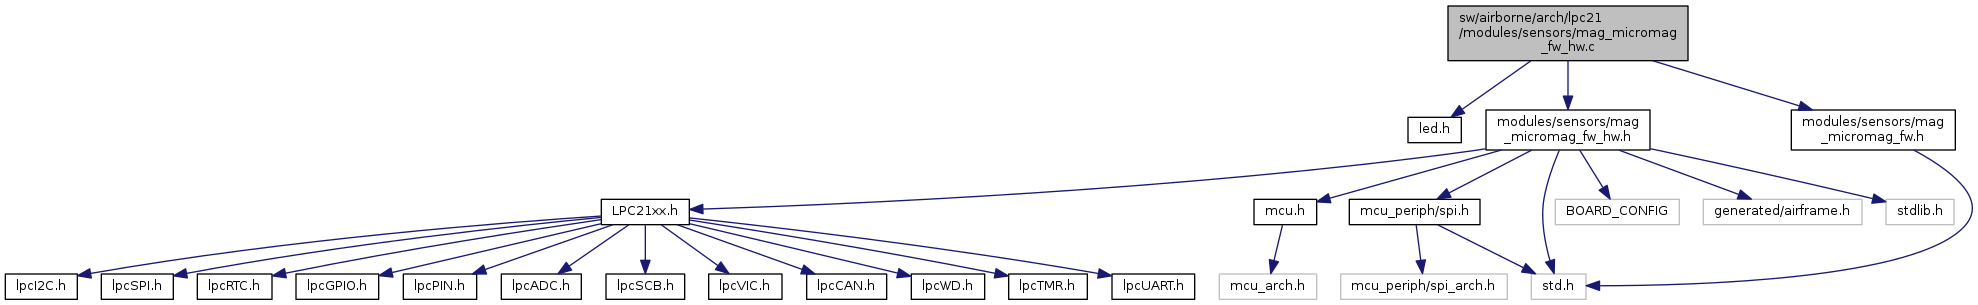 sw/airborne/arch/lpc21
/modules/sensors/mag_micromag
_fw_hw.c
led.h
modules/sensors/mag
_micromag_fw_hw.h
modules/sensors/mag
_micromag_fw.h
LPC21xx.h
mcu.h
mcu_periph/spi.h
BOARD_CONFIG
generated/airframe.h
stdlib.h
lpcI2C.h
lpcSPI.h
lpcRTC.h
lpcGPIO.h
lpcPIN.h
lpcADC.h
lpcSCB.h
lpcVIC.h
lpcCAN.h
lpcWD.h
lpcTMR.h
lpcUART.h
mcu_arch.h
mcu_periph/spi_arch.h
std.h